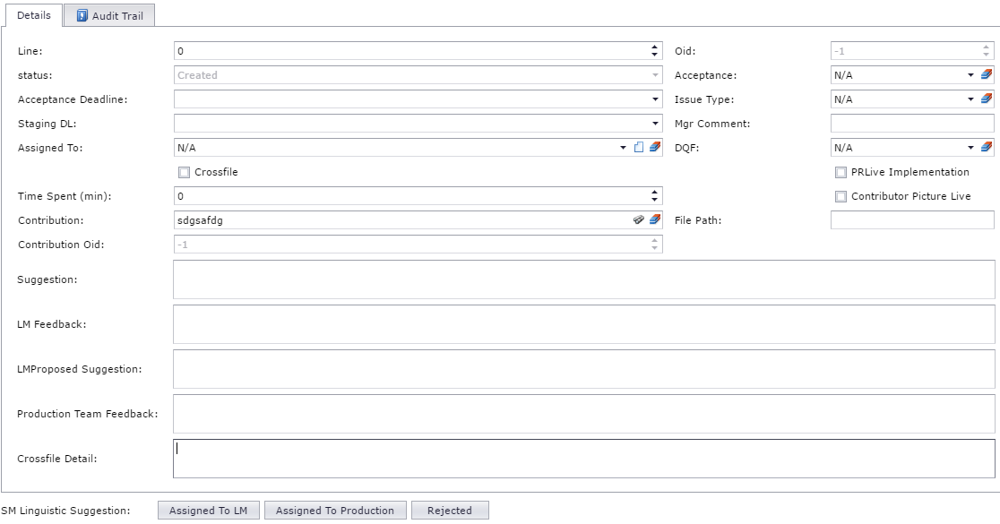 Details Audit Trail
Line: 0 Oid: -1
status: Created Acceptance: N/A
Acceptance Deadline: Issue Type: N/A
Staging DL: Mgr Comment:
Assigned To: N/A DQF: N/A
Crossfile PRLive Implementation
Time Spent (min): 0 Contributor Picture Live
Contribution: sdgsafdg File Path:
Contribution Oid: -1
Suggestion:
LM Feedback:
LMProposed Suggestion:
Production Team Feedback:
Crossfile Detail:
SM Linguistic Suggestion: Assigned To LM Assigned To Production Rejected